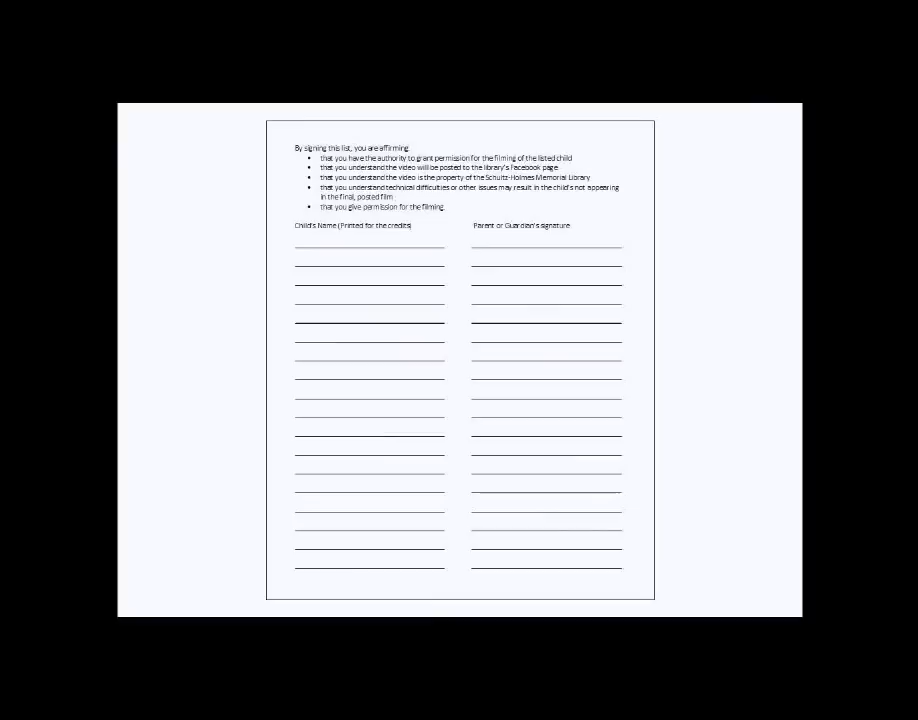 By signing this list, you are affirming:
• that you have the authority to grant permission for the filming of the listed child
• that you understand the video will be posted to the library's Facebook page
• that you understand the video is the property of the Schultz-Holmes Memorial Library
• that you understand technical difficulties or other issues may result in the child's not appearing
in the final, posted film
• that you give permission for the filming.
Child's Name (Printed for the credits) Parent or Guardian's signature